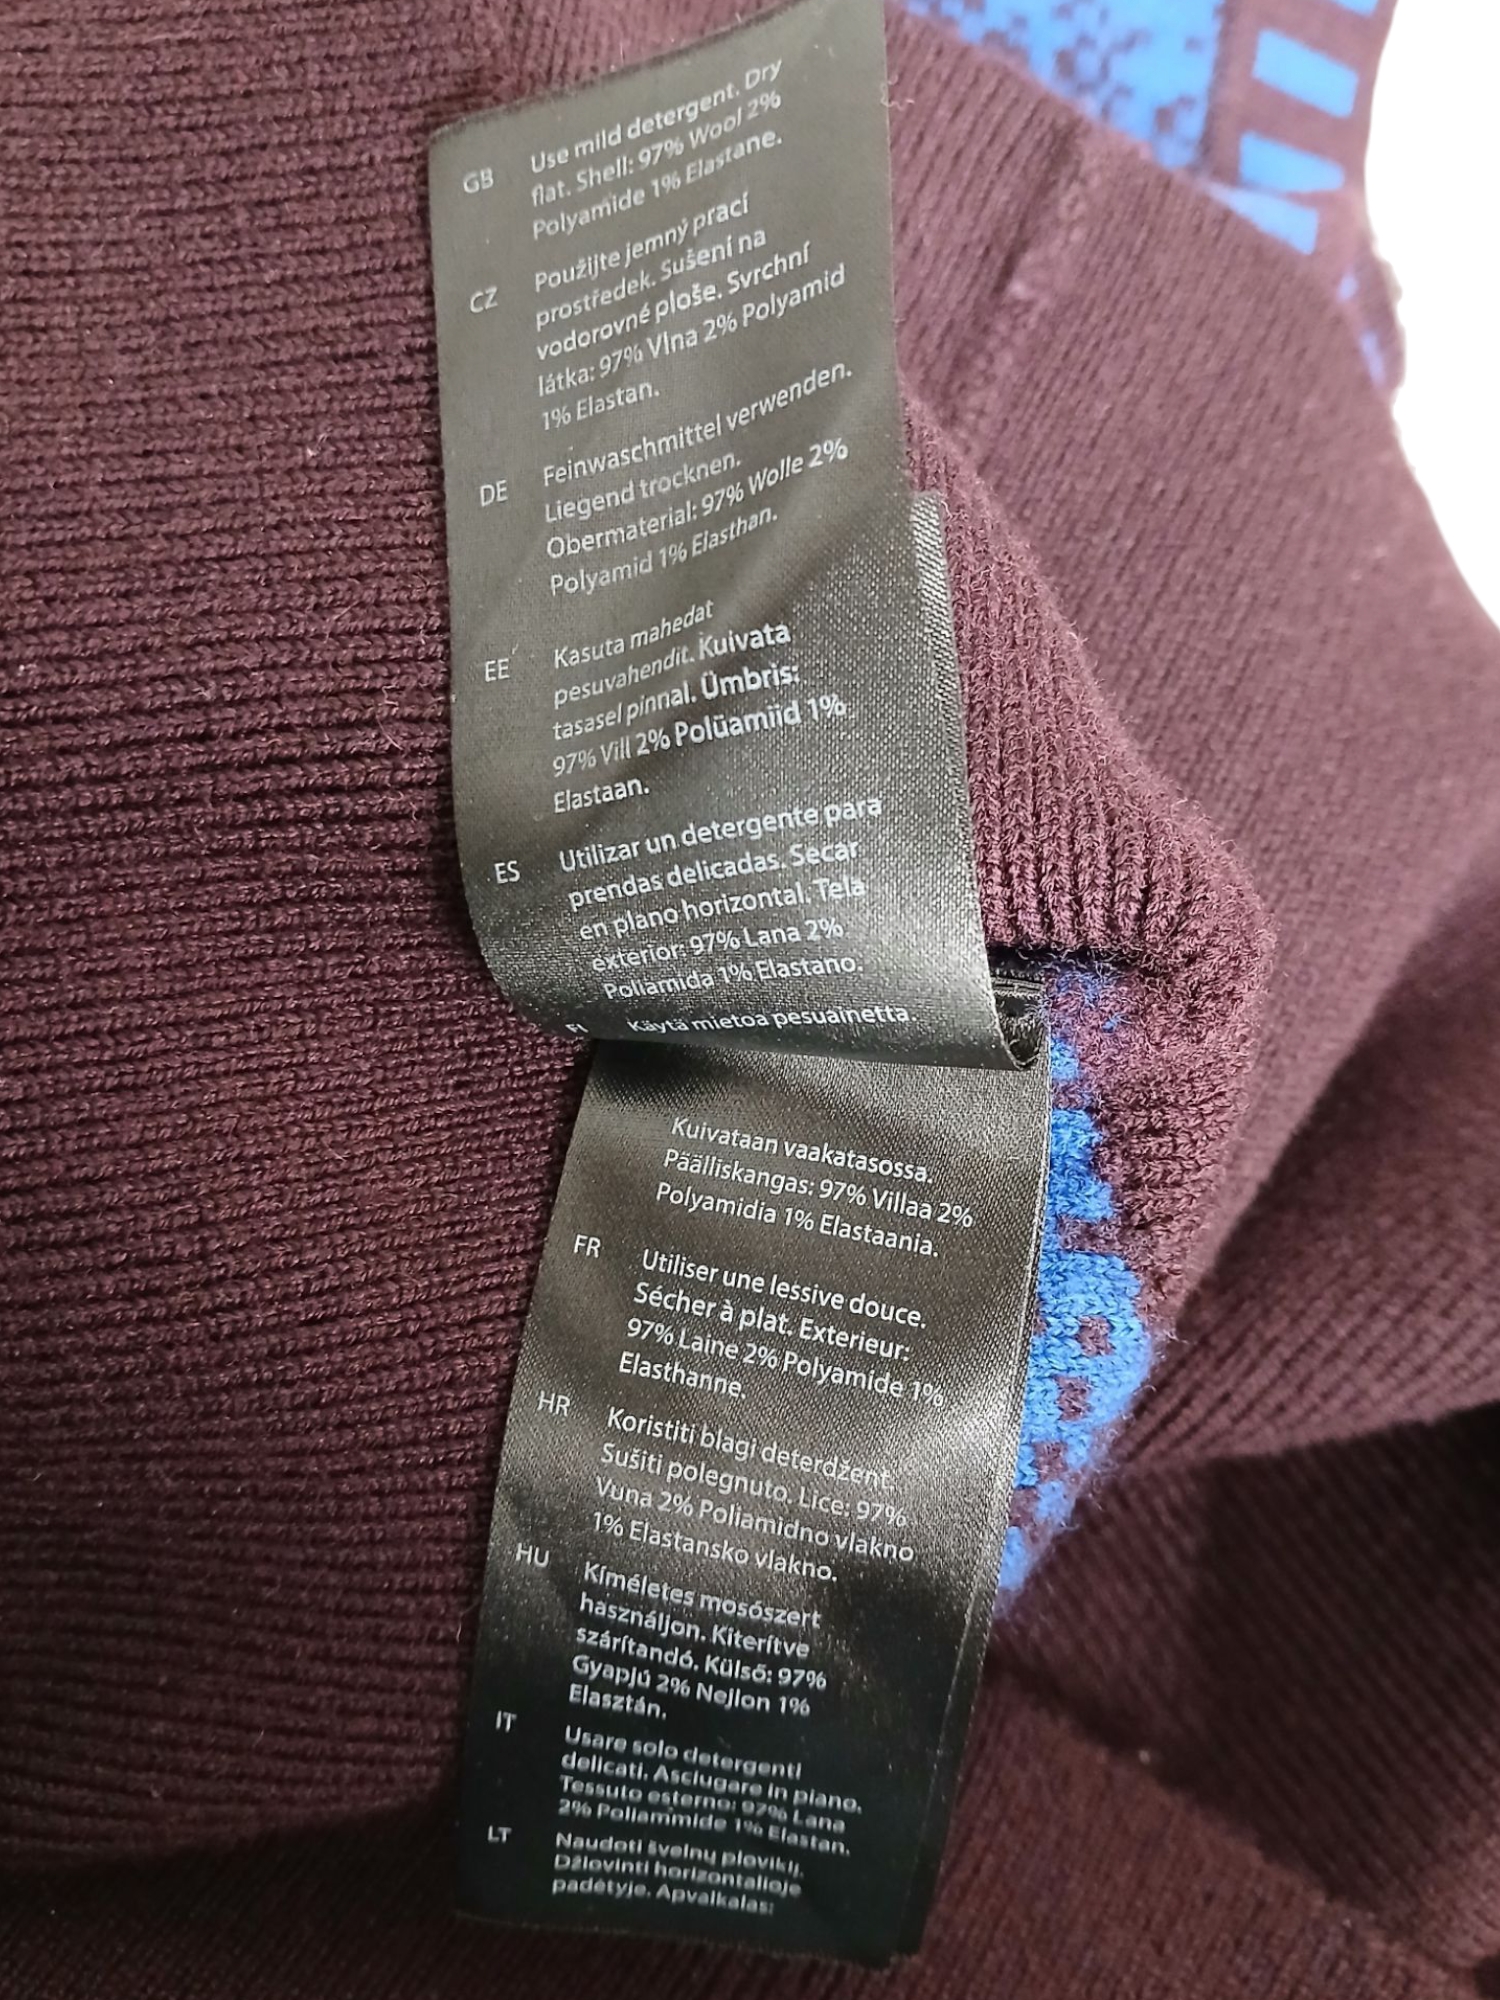 GB Use mild detergent. Dry
flat. Shell: 97% Wool 2%
Polyamide 1% Elastane.
CZ Použijte jemný prací
prostředek. Sušení na
vodorovné ploše. Svrchní
látka: 97% Vlna 2% Polyamid
1% Elastan.
DE Feinwaschmittel verwenden.
Liegend trocknen.
Obermaterial: 97% Wolle 2%
Polyamid 1% Elasthan.
EE Kasuta mahedat
pesuvahendit. Kuivata
tasasel pinnal. Ümbris:
97% Vill 2% Polüamiid 1%
Elastaan.
ES Utilizar un detergente para
prendas delicadas. Secar
en plano horizontal. Tela
exterior: 97% Lana 2%
Poliamida 1% Elastano.
FI Käytä mietoa pesuainetta.
Kuivataan vaakatasossa.
Päälliskangas: 97% Villaa 2%
Polyamidia 1% Elastaania.
FR Utiliser une lessive douce.
Sécher à plat. Exterieur:
97% Laine 2% Polyamide 1%
Elasthanne.
HR Koristiti blagi deterdžent.
Sušiti polegnuto. Lice: 97%
Vuna 2% Poliamidno vlakno
1% Elastansko vlakno.
HU Kíméletes mosószert
használjon. Kiterítve
szárítandó. Külső: 97%
Gyapjú 2% Nejlon 1%
Elasztán.
IT Usare solo detergenti
delicati. Asciugare in piano.
Tessuto esterno: 97% Lana
2% Poliammide 1% Elastan.
LT Naudoti švelnų ploviklį.
Džiovinti horizontalioje
padėtyje. Apvalkalas: